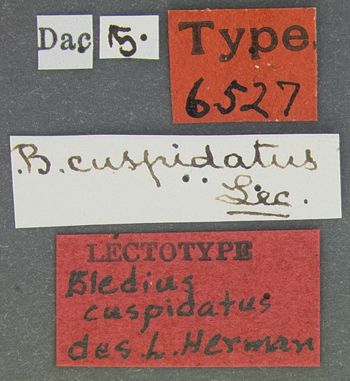 Dac 5.
Type
6527
B. cuspidatus
Lec.
LECTOTYPE
Bledius
cuspidatus
des. L. Herman